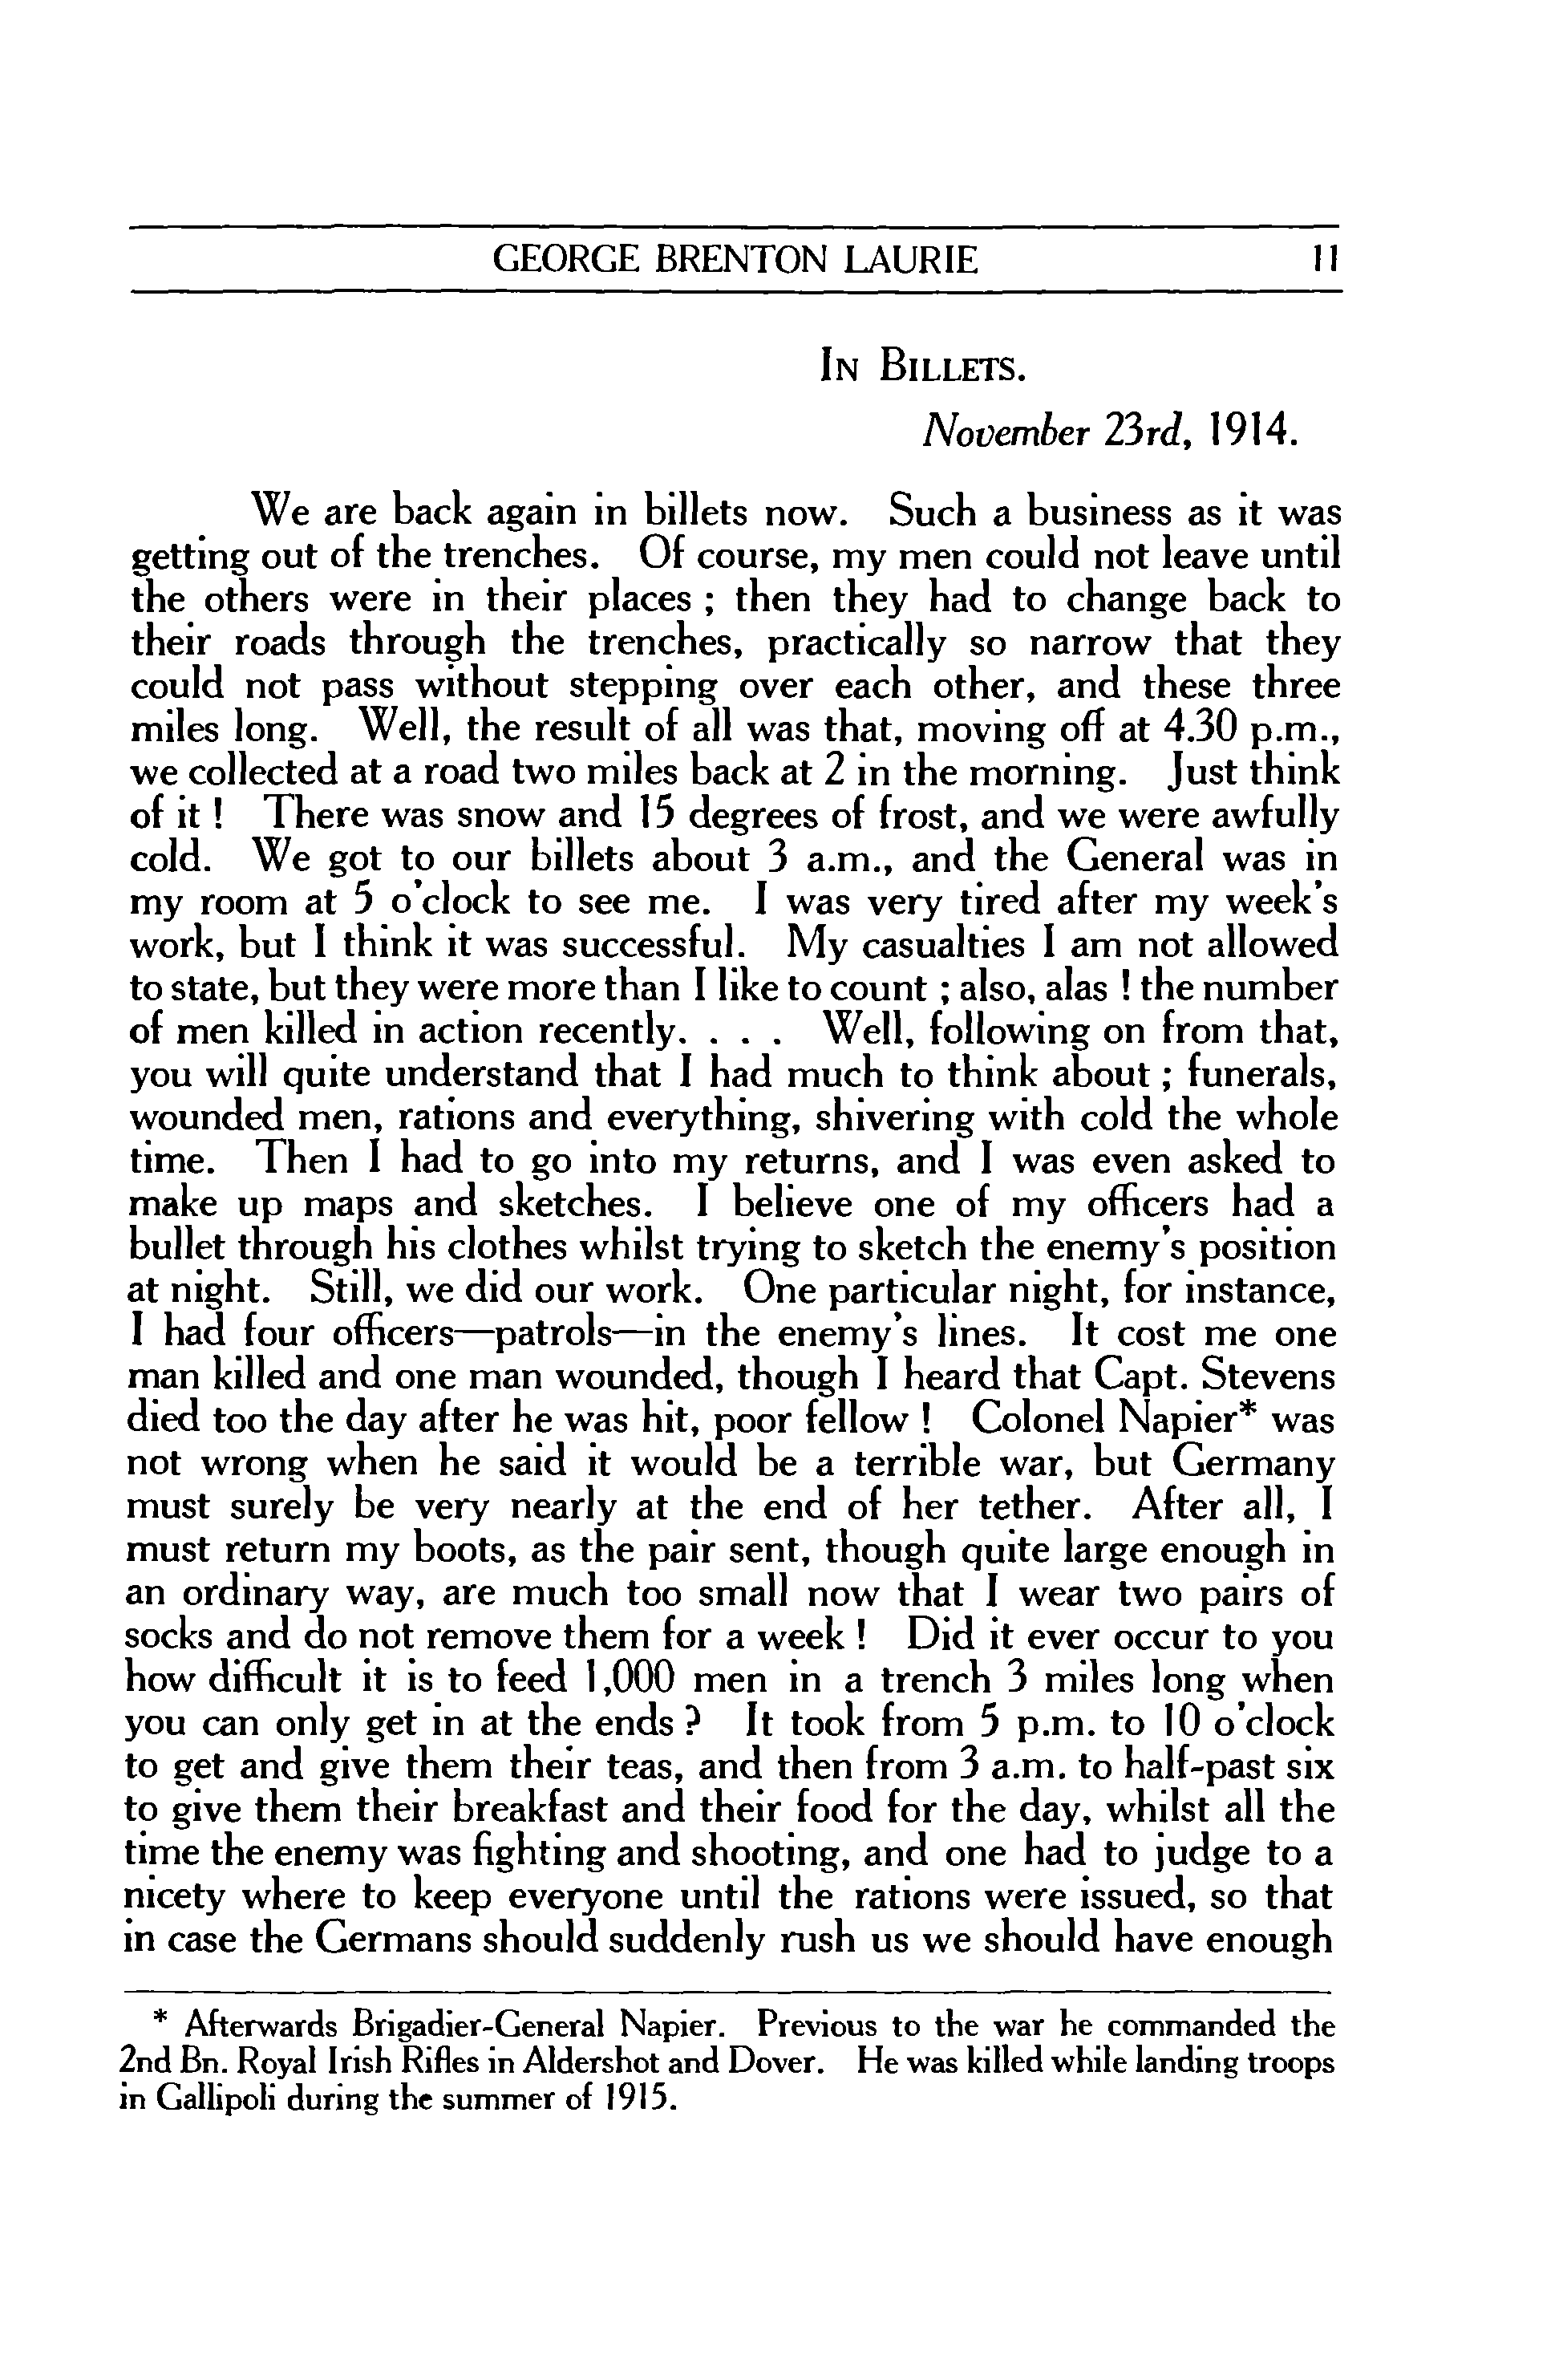 GEORGE BRENTON LAURIE 11
In Billets.
November 23rd, 1914.
We are back again in billets now. Such a business as it was
getting out of the trenches. Of course, my men could not leave until
the others were in their places ; then they had to change back to
their roads through the trenches, practically so narrow that they
could not pass without stepping over each other, and these three
miles long. Well, the result of all was that, moving off at 4.30 p.m.,
we collected at a road two miles back at 2 in the morning. Just think
of it ! There was snow and 15 degrees of frost, and we were awfully
cold. We got to our billets about 3 a.m., and the General was in
my room at 5 o'clock to see me. I was very tired after my week's
work, but I think it was successful. My casualties I am not allowed
to state, but they were more than I like to count ; also, alas ! the number
of men killed in action recently. . . . Well, following on from that,
you will quite understand that I had much to think about ; funerals,
wounded men, rations and everything, shivering with cold the whole
time. Then I had to go into my returns, and I was even asked to
make up maps and sketches. I believe one of my officers had a
bullet through his clothes whilst trying to sketch the enemy's position
at night. Still, we did our work. One particular night, for instance,
I had four officers—patrols—in the enemy's lines. It cost me one
man killed and one man wounded, though I heard that Capt. Stevens
died too the day after he was hit, poor fellow ! Colonel Napier* was
not wrong when he said it would be a terrible war, but Germany
must surely be very nearly at the end of her tether. After all, I
must return my boots, as the pair sent, though quite large enough in
an ordinary way, are much too small now that I wear two pairs of
socks and do not remove them for a week ! Did it ever occur to you
how difficult it is to feed 1,000 men in a trench 3 miles long when
you can only get in at the ends ? It took from 5 p.m. to 10 o'clock
to get and give them their teas, and then from 3 a.m. to half-past six
to give them their breakfast and their food for the day, whilst all the
time the enemy was fighting and shooting, and one had to judge to a
nicety where to keep everyone until the rations were issued, so that
in case the Germans should suddenly rush us we should have enough
* Afterwards Brigadier-General Napier. Previous to the war he commanded the
2nd Bn. Royal Irish Rifles in Aldershot and Dover. He was killed while landing troops
in Gallipoli during the summer of 1915.